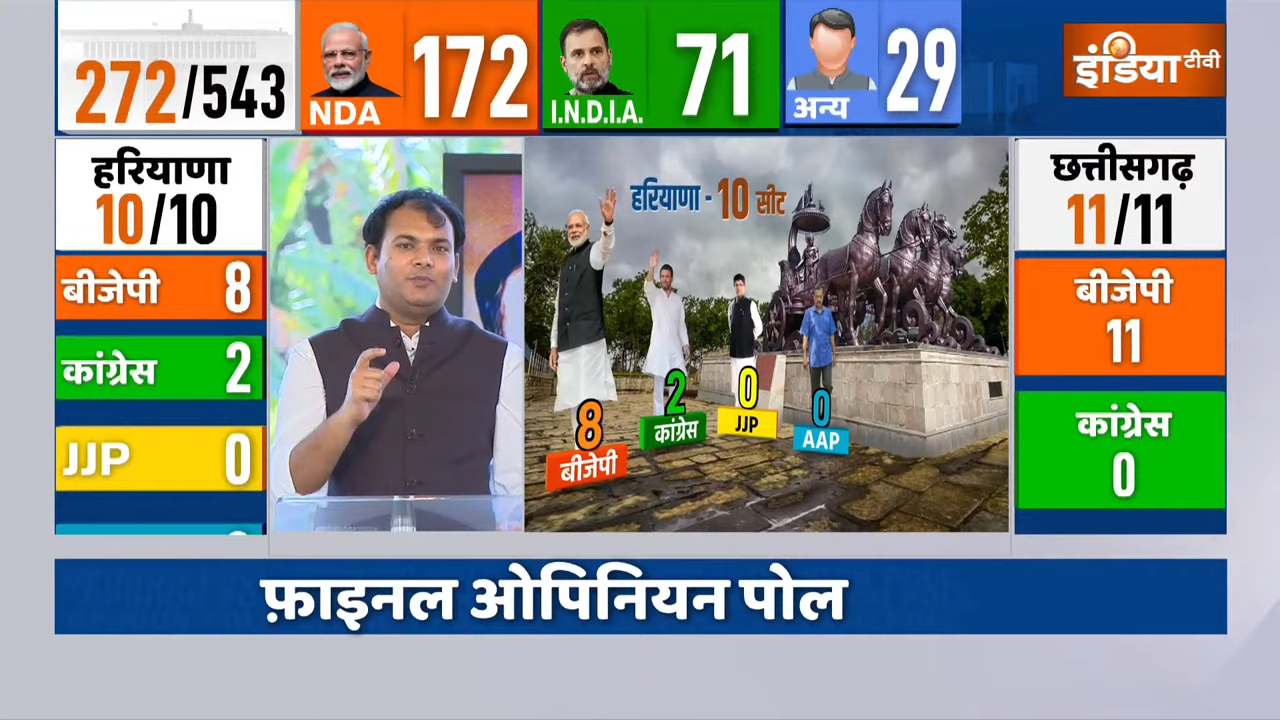 272/543
NDA
172
I.N.D.I.A.
71
अन्य
29
इंडिया टीवी
हरियाणा
10/10
बीजेपी 8
कांग्रेस 2
JJP 0
हरियाणा - 10 सीट
8
बीजेपी
2
कांग्रेस
0
JJP
0
AAP
छत्तीसगढ़
11/11
बीजेपी
11
कांग्रेस
0
फ़ाइनल ओपिनियन पोल